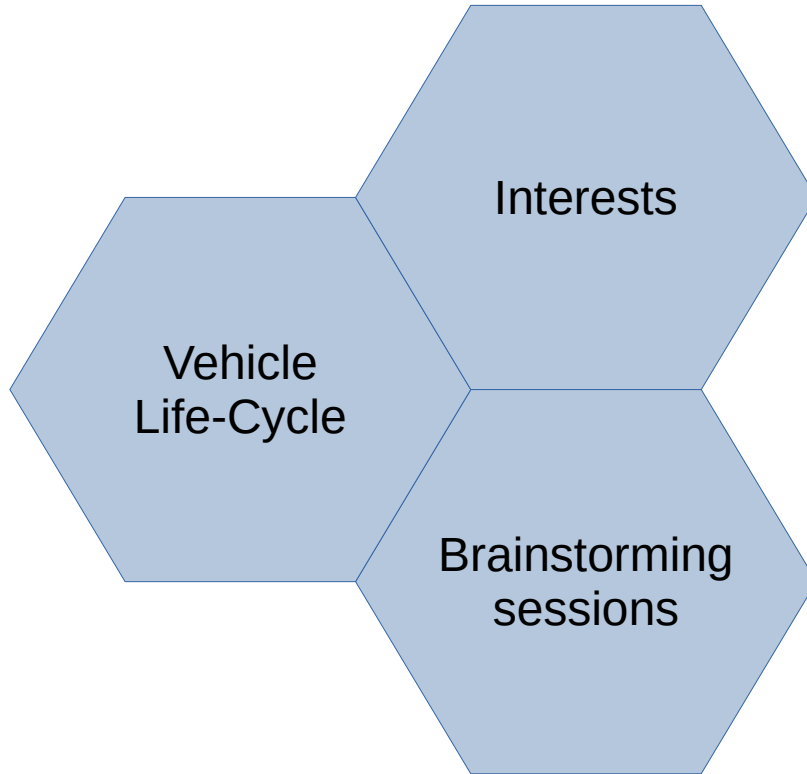 Interests
Vehicle
Life-Cycle
Brainstorming
sessions